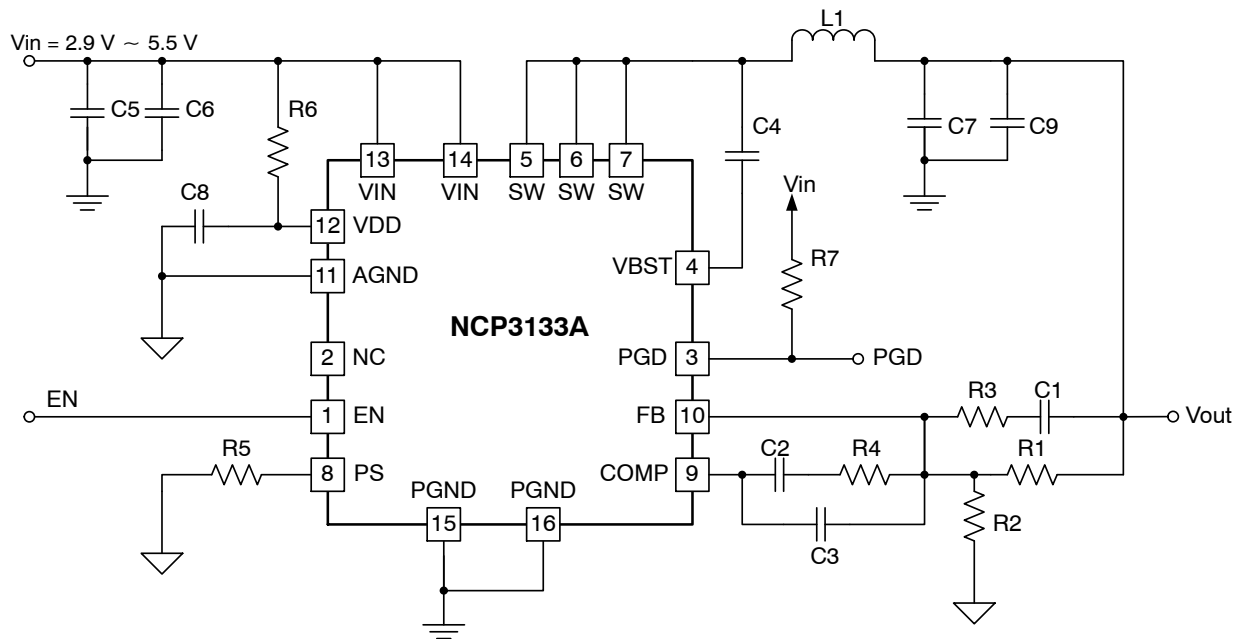 L1
Vin = 2.9 V ~ 5.5 V
C5
C6
R6
C4
C7
C9
13
14
5
6
7
VIN
VIN
SW
SW
SW
Vin
C8
12
VDD
VBST
4
R7
11
AGND
NCP3133A
2
NC
PGD
3
PGD
EN
1
EN
FB
10
R3
C1
Vout
R5
8
PS
COMP
9
C2
R4
R1
PGND
PGND
15
16
C3
R2